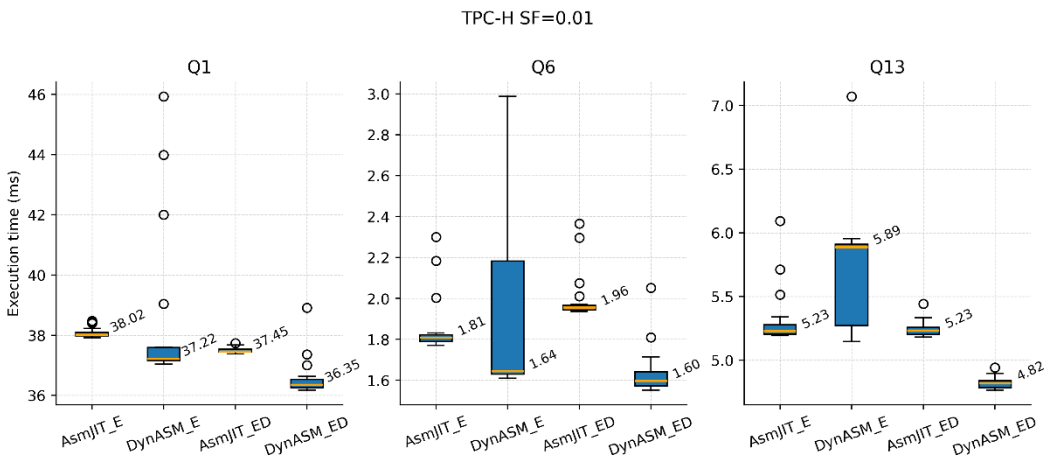 TPC-H SF=0.01
Q1
Execution time (ms)
46
44
42
40
38
36
38.02
37.22
37.45
36.35
AsmJIT_E
DynASM_E
AsmJIT_ED
DynASM_ED
Q6
3.0
2.8
2.6
2.4
2.2
2.0
1.8
1.6
1.81
1.64
1.96
1.60
AsmJIT_E
DynASM_E
AsmJIT_ED
DynASM_ED
Q13
7.0
6.5
6.0
5.5
5.0
5.23
5.89
5.23
4.82
AsmJIT_E
DynASM_E
AsmJIT_ED
DynASM_ED